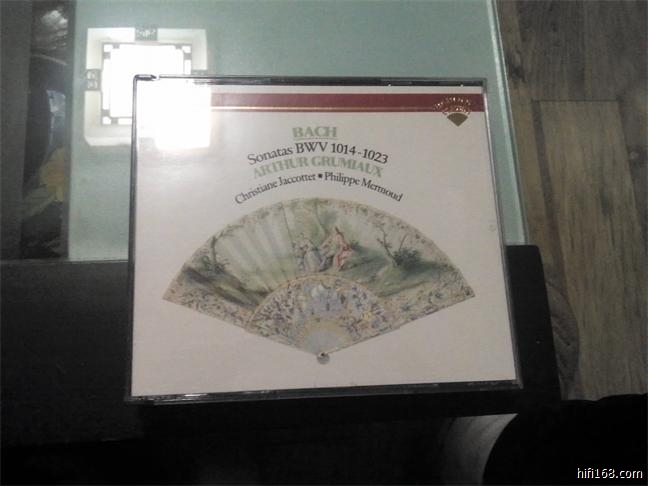 BACH
Sonatas BWV 1014-1023
ARTHUR GRUMIAUX
Christiane Jaccottet • Philippe Mermoud
hifi168.com